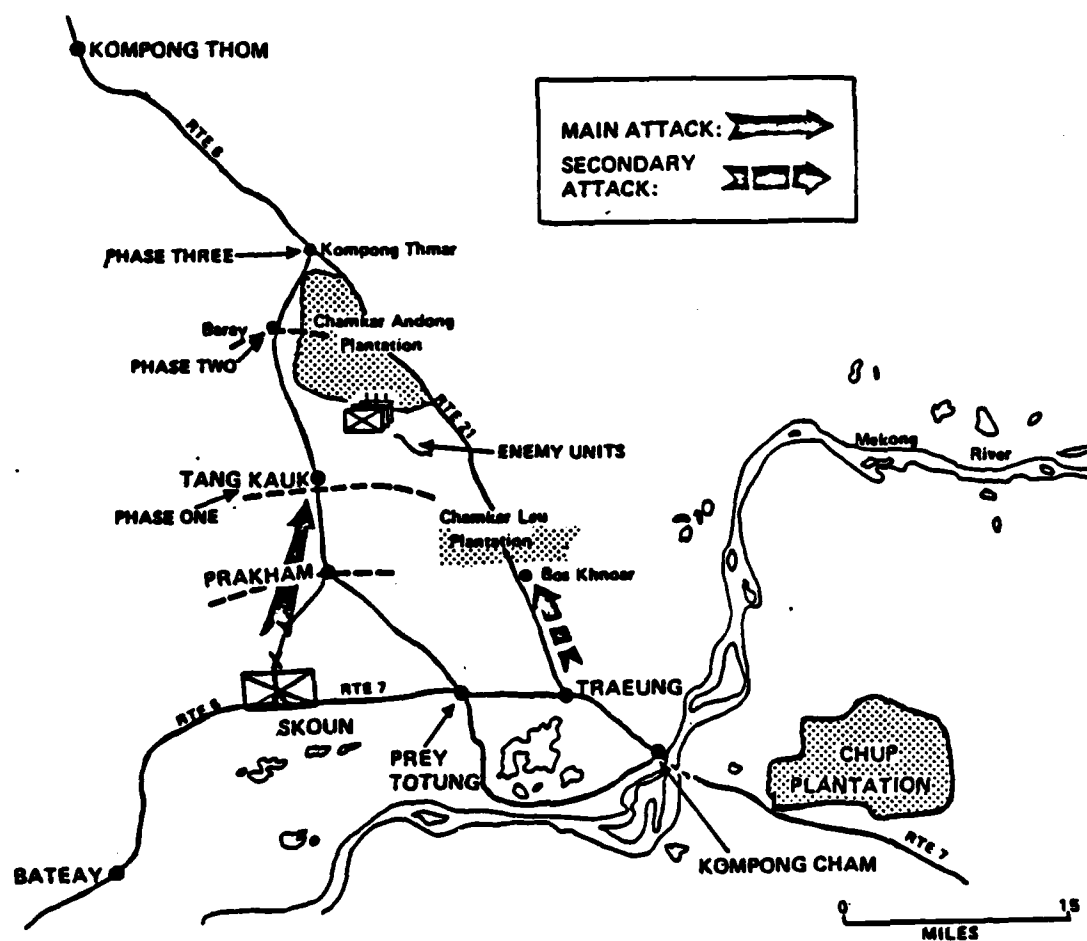 KOMPONG THOM
RTE 6
MAIN ATTACK:
SECONDARY
ATTACK:
PHASE THREE
Kompong Thmar
Baray
Chamkar Andong
Plantation
PHASE TWO
RTE 21
ENEMY UNITS
Mekong
River
TANG KAUK
PHASE ONE
Chamkar Leu
Plantation
PRAKHAM
Bos Khnoar
RTE 6
RTE 7
SKOUN
TRAEUNG
PREY
TOTUNG
CHUP
PLANTATION
RTE 7
KOMPONG CHAM
BATEAY
0
15
MILES